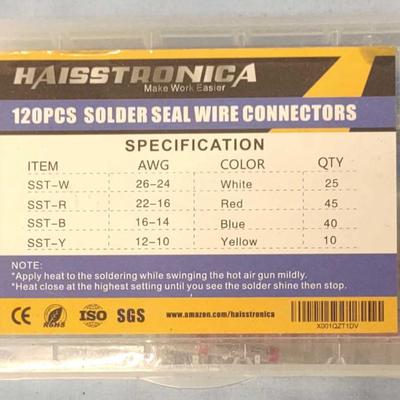 HAISSTRONICA
Make Work Easier
120PCS SOLDER SEAL WIRE CONNECTORS
SPECIFICATION
ITEM AWG COLOR QTY
SST-W 26-24 White 25
SST-R 22-16 Red 45
SST-B 16-14 Blue 40
SST-Y 12-10 Yellow 10
NOTE:
*Apply heat to the soldering while swinging the hot air gun mildly.
*Heat close at the highest setting until you see the solder shine then stop.
CE RoHS ISO SGS www.amazon.com/haisstronica
X001QZT1DV